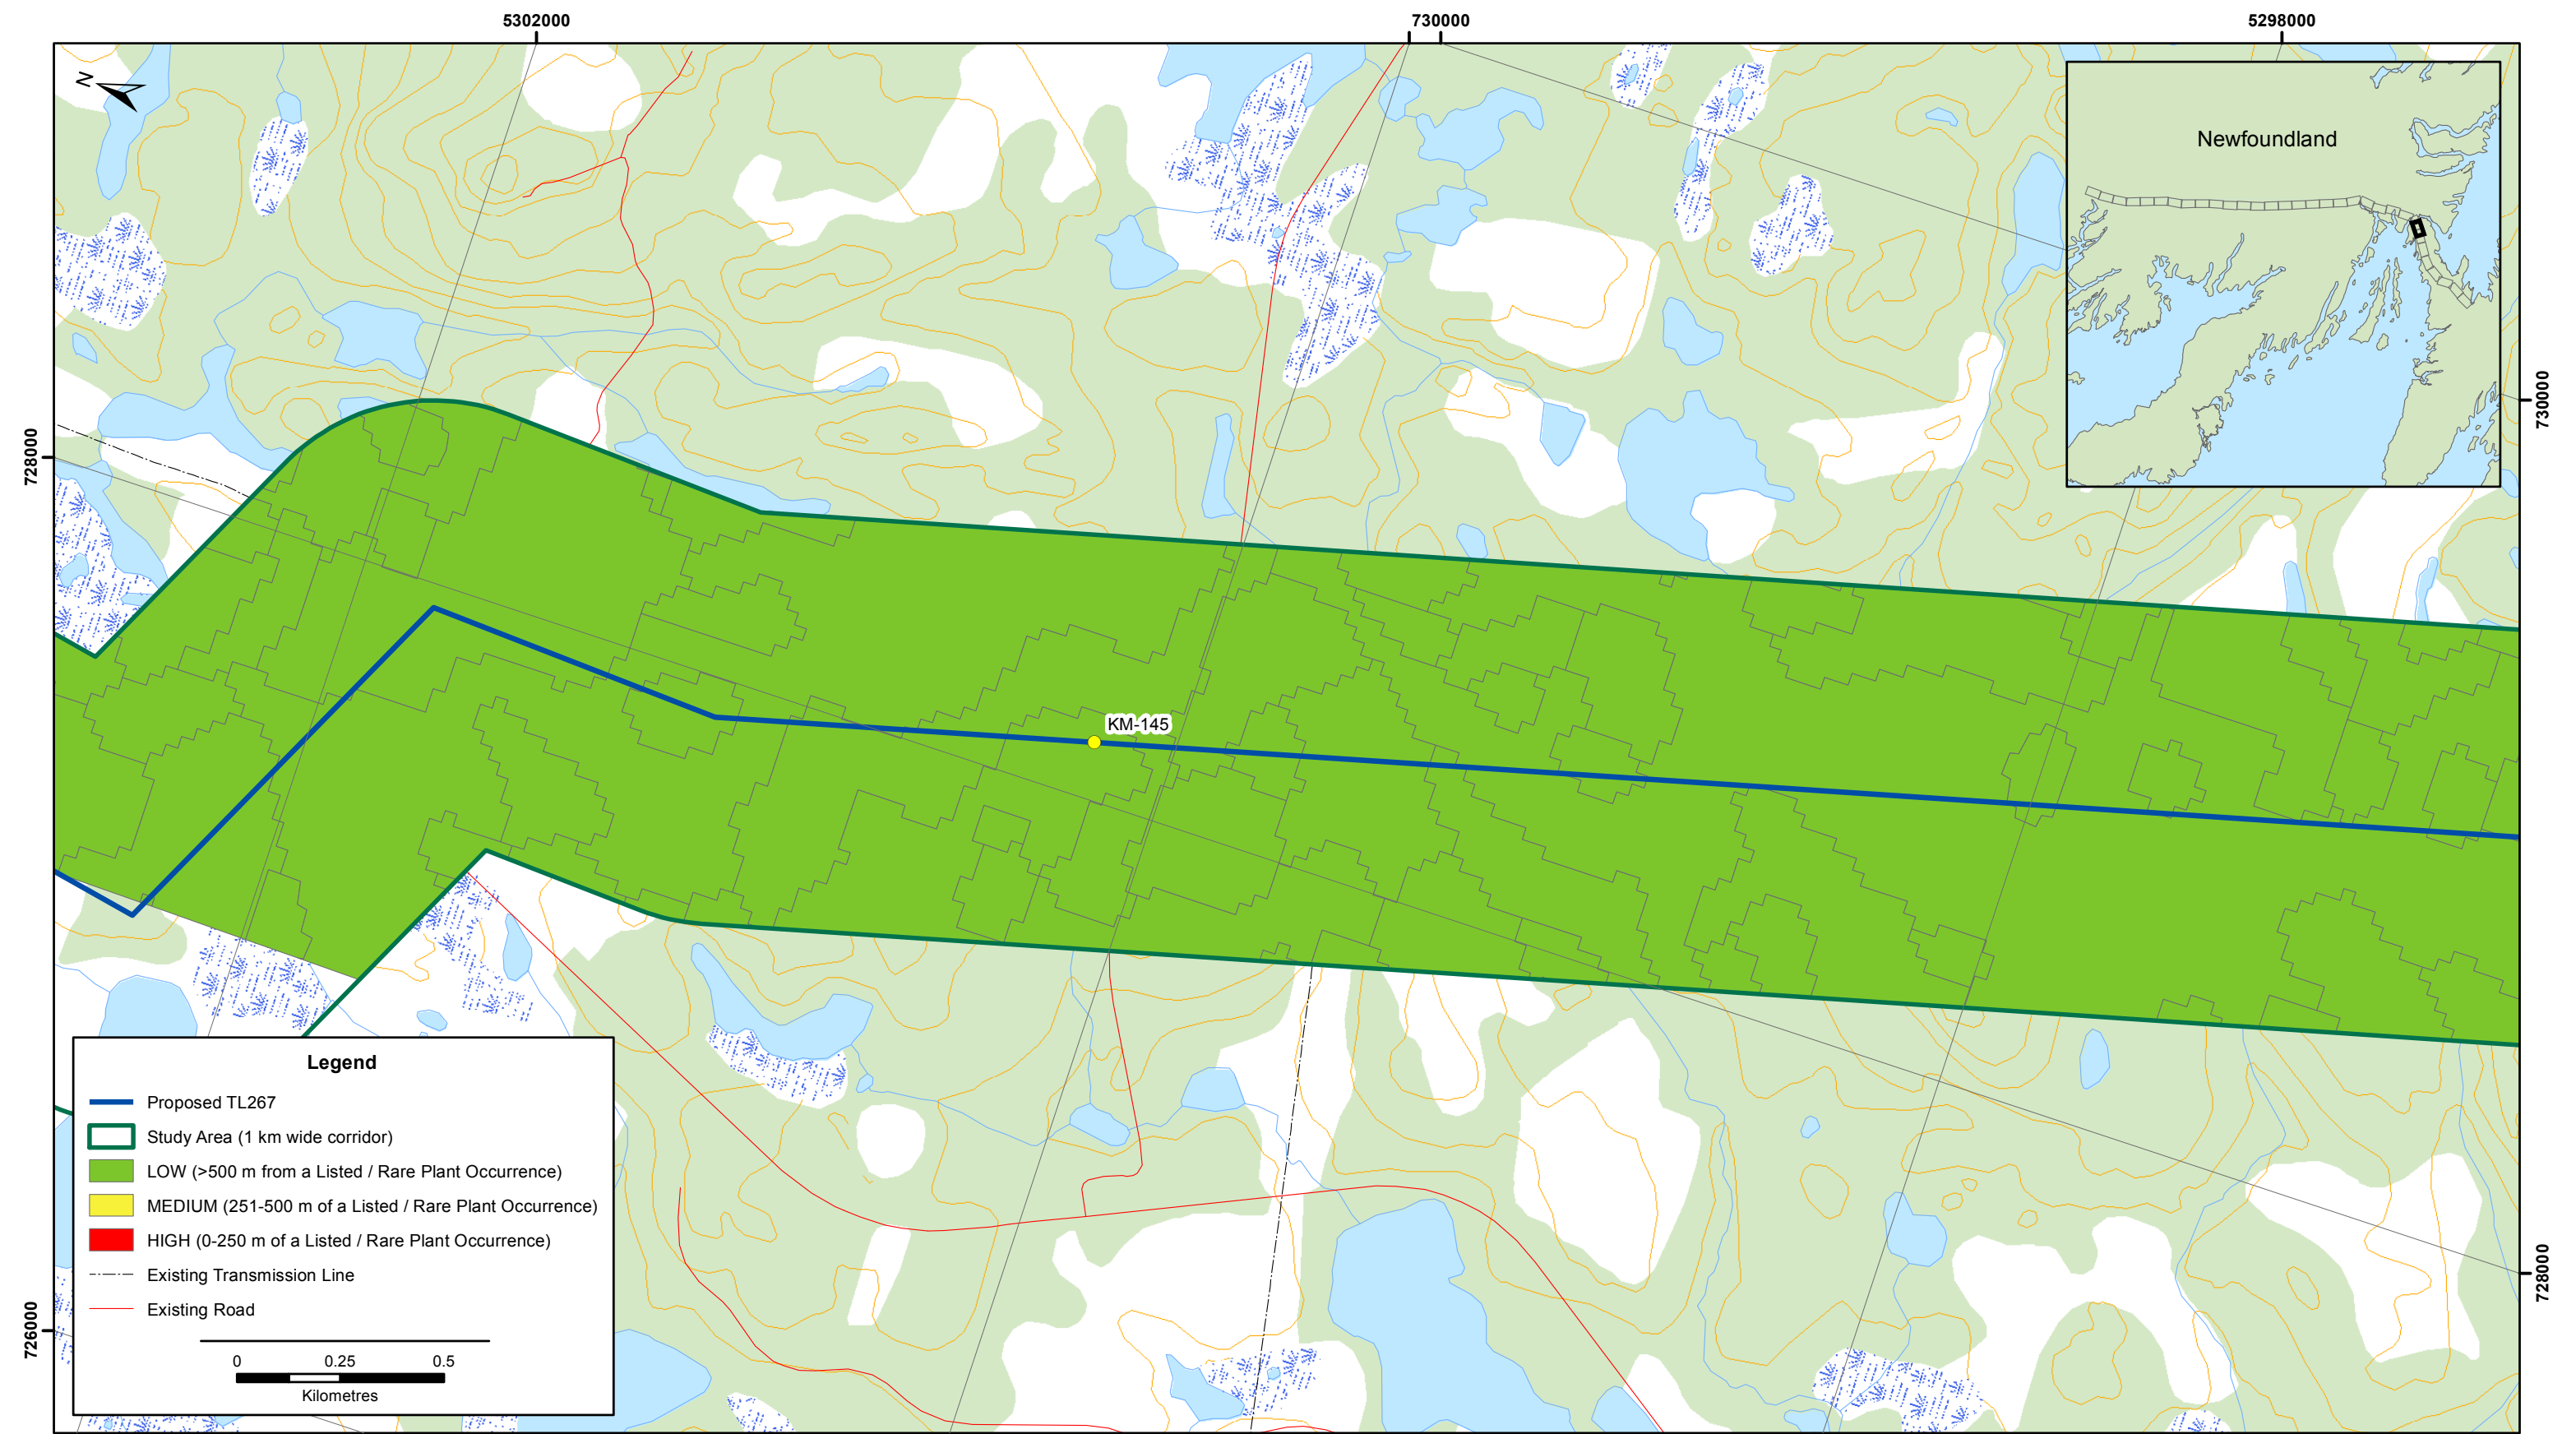 5302000
730000
5298000
N
Newfoundland
730000
728000
KM-145
Legend
Proposed TL267
Study Area (1 km wide corridor)
LOW (>500 m from a Listed / Rare Plant Occurrence)
MEDIUM (251-500 m of a Listed / Rare Plant Occurrence)
HIGH (0-250 m of a Listed / Rare Plant Occurrence)
Existing Transmission Line
Existing Road
0 0.25 0.5
Kilometres
726000
728000